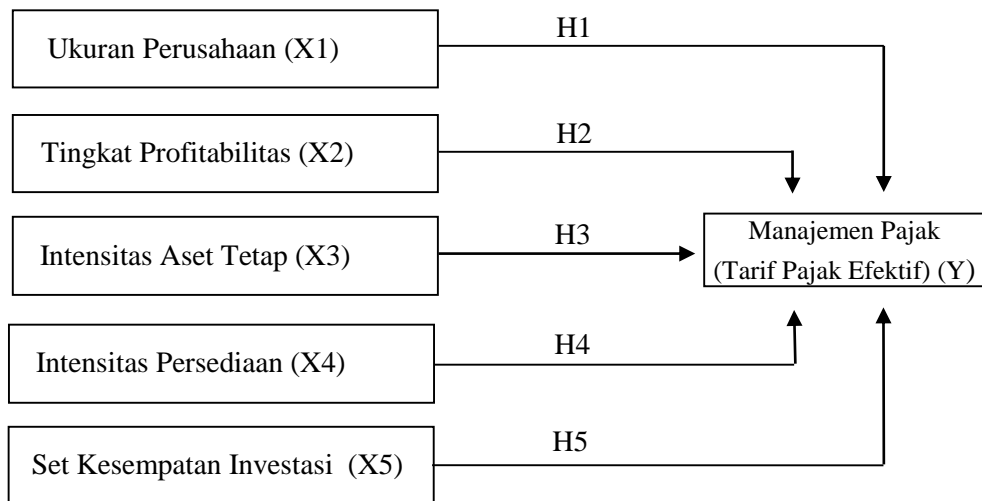 H1
Ukuran Perusahaan (X1)
H2
Tingkat Profitabilitas (X2)
H3
Intensitas Aset Tetap (X3)
Manajemen Pajak
(Tarif Pajak Efektif) (Y)
H4
Intensitas Persediaan (X4)
H5
Set Kesempatan Investasi (X5)